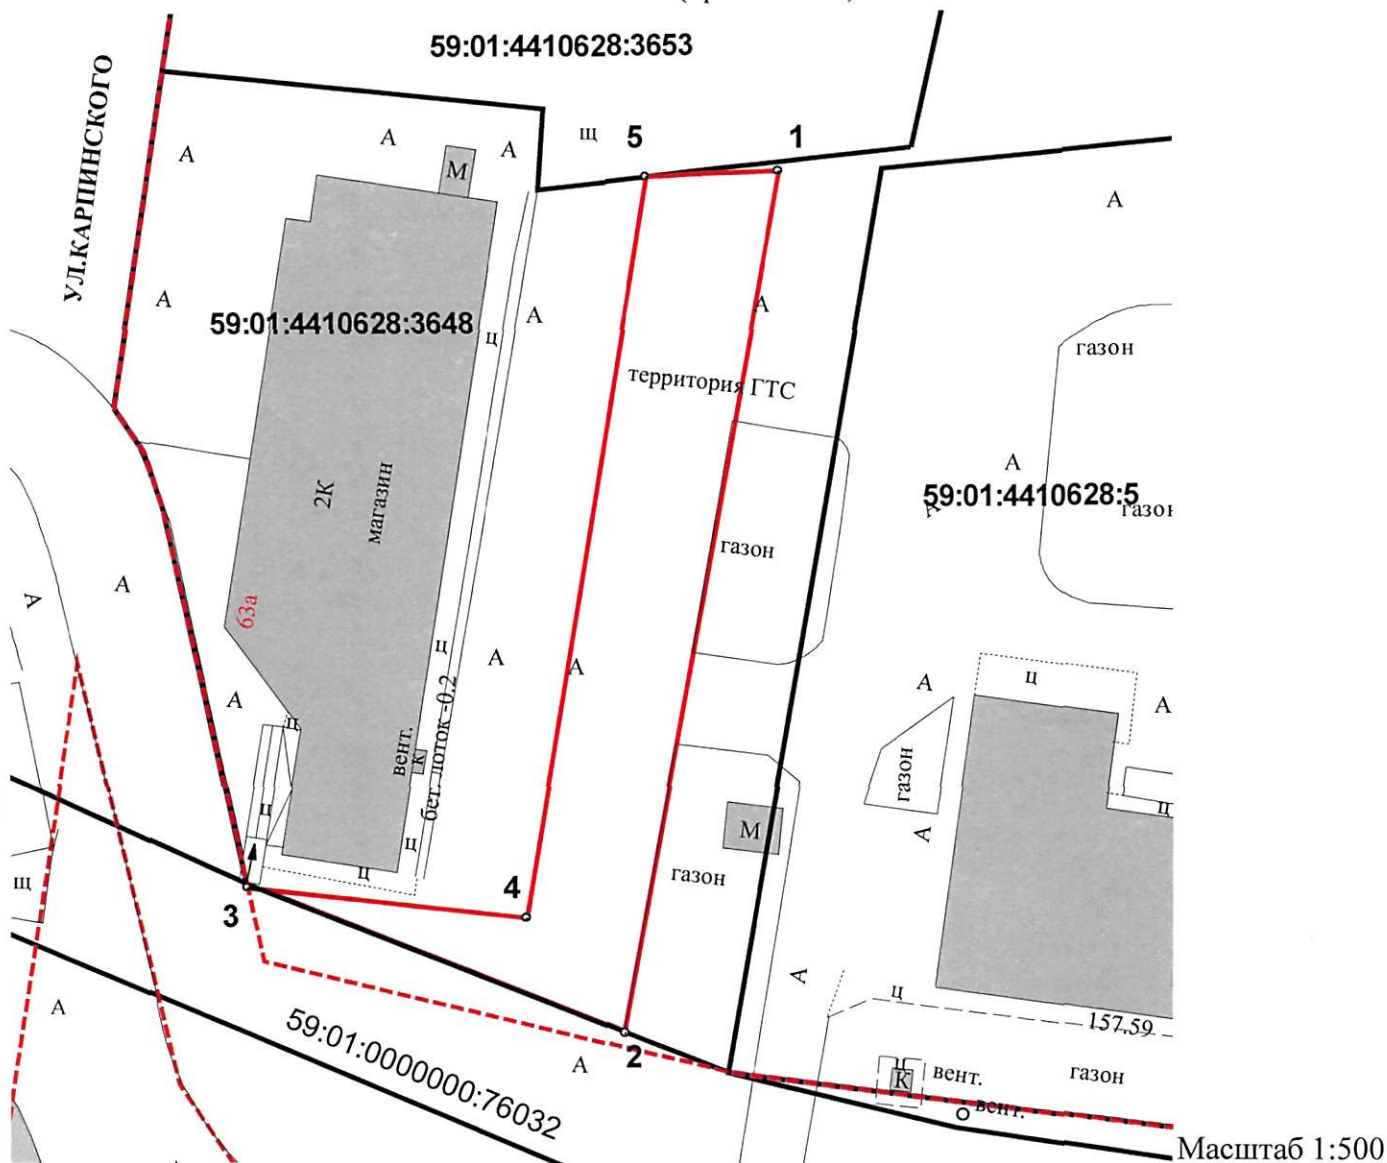 59:01:4410628:3653
УЛ.КАРПИНСКОГО
А
А
А
щ
5
1
М
А
А
59:01:4410628:3648
ц
А
А
территория ГТС
газон
2К
магазин
А
59:01:4410628:5
А
газон
газон
63а
А
А
А
ц
А
А
бет.лоток -0.2
вент.
К
ц
ц
ц
ц
А
ц
А
газон
А
ц
М
газон
щ
3
4
А
А
2
А
59:01:0000000:76032
ц
157.59
ц
К
вент.
газон
вент.
Масштаб 1:500